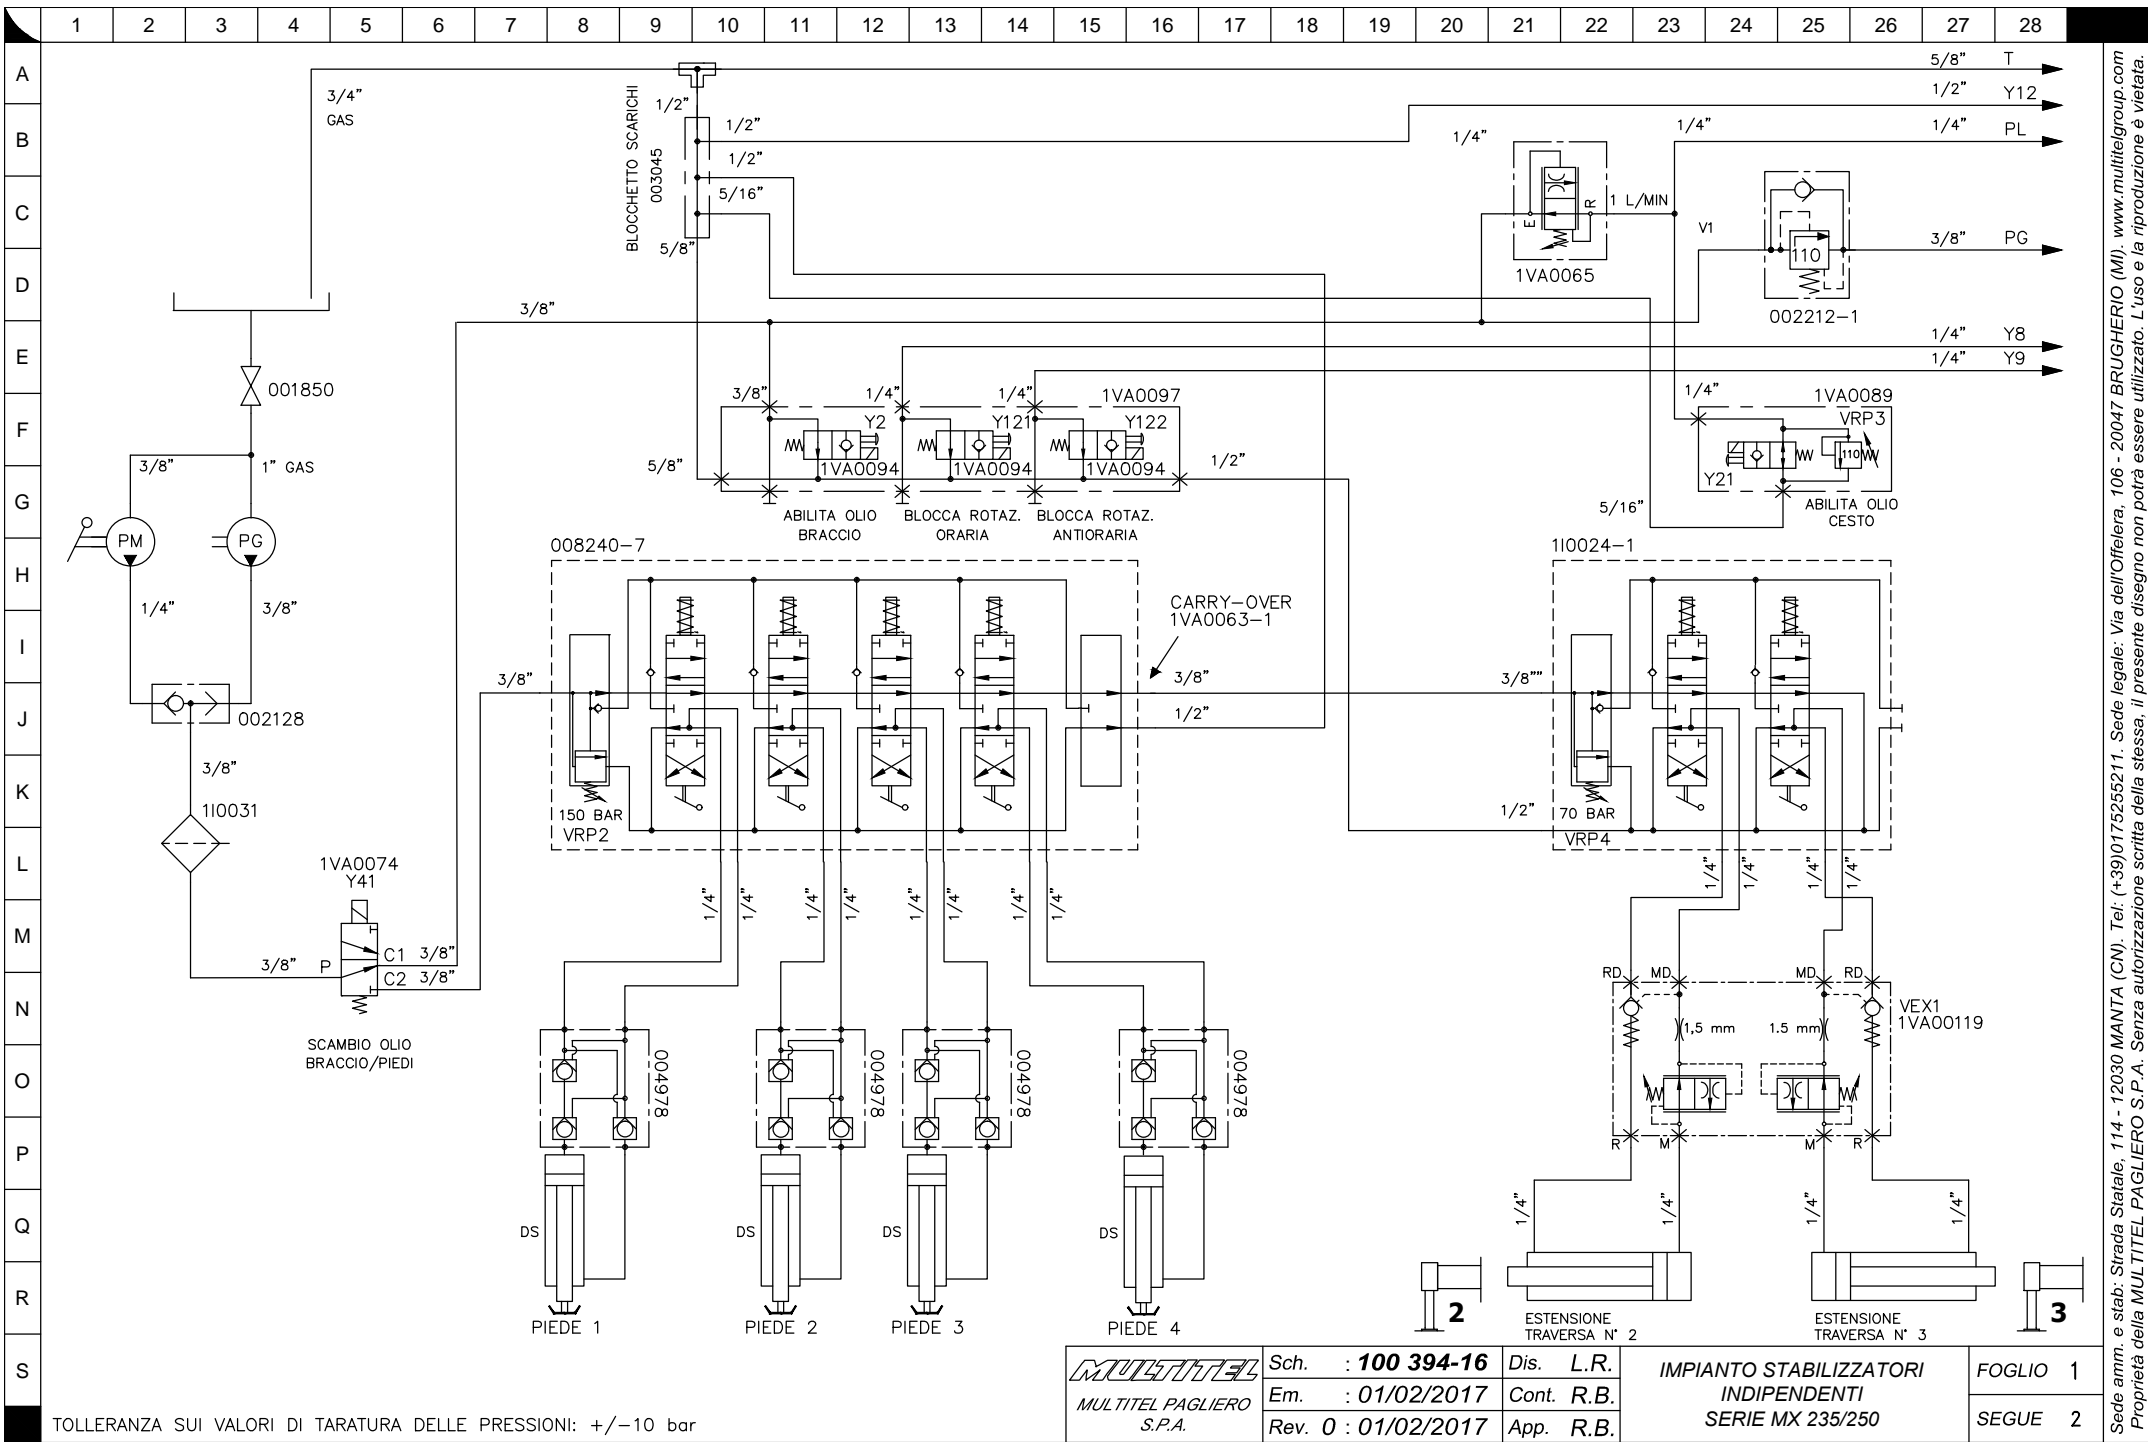 1 2 3 4 5 6 7 8 9 10 11 12 13 14 15 16 17 18 19 20 21 22 23 24 25 26 27 28
A
B
C
D
E
F
G
H
I
J
K
L
M
N
O
P
Q
R
S
3/4"
GAS
1/2"
BLOCCHETTO SCARICHI
003045
1/2"
1/2"
5/16"
5/8"
5/8" T
1/2" Y12
1/4" PL
1/4"
1/4"
E
R
1 L/MIN
1VA0065
V1
110
002212-1
3/8" PG
3/8"
1/4" Y8
1/4" Y9
001850
3/8"
1" GAS
PM
PG
1/4"
3/8"
002128
3/8"
1I0031
1VA0074
Y41
3/8" P
C1 3/8"
C2 3/8"
SCAMBIO OLIO
BRACCIO/PIEDI
3/8"
1/4"
1/4"
1VA0097
Y2
Y121
Y122
1VA0094
1VA0094
1VA0094
5/8"
1/2"
ABILITA OLIO
BRACCIO
BLOCCA ROTAZ.
ORARIA
BLOCCA ROTAZ.
ANTIORARIA
1/4"
1VA0089
VRP3
110
Y21
5/16"
ABILITA OLIO
CESTO
008240-7
3/8"
150 BAR
VRP2
CARRY-OVER
1VA0063-1
3/8"
1/2"
1I0024-1
3/8""
1/2"
70 BAR
VRP4
1/4"
1/4"
1/4"
1/4"
1/4"
1/4"
1/4"
1/4"
1/4"
1/4"
1/4"
1/4"
RD
MD
MD
RD
1,5 mm
1.5 mm
VEX1
1VA00119
R
M
M
R
004978
004978
004978
004978
DS
DS
DS
DS
PIEDE 1
PIEDE 2
PIEDE 3
PIEDE 4
1/4"
1/4"
1/4"
1/4"
2
ESTENSIONE
TRAVERSA N° 2
ESTENSIONE
TRAVERSA N° 3
3
TOLLERANZA SUI VALORI DI TARATURA DELLE PRESSIONI: +/-10 bar
MULTITEL
MULTITEL PAGLIERO
S.P.A.
Sch. : 100 394-16
Em. : 01/02/2017
Rev. 0 : 01/02/2017
Dis. L.R.
Cont. R.B.
App. R.B.
IMPIANTO STABILIZZATORI
INDIPENDENTI
SERIE MX 235/250
FOGLIO 1
SEGUE 2
Sede amm. e stab: Strada Statale, 114 - 12030 MANTA (CN). Tel: (+39)0175255211. Sede legale: Via dell'Offelera, 106 - 20047 BRUGHERIO (MI). www.multitelgroup.com
Proprietà della MULTITEL PAGLIERO S.P.A. Senza autorizzazione scritta della stessa, il presente disegno non potrà essere utilizzato. L'uso e la riproduzione è vietata.